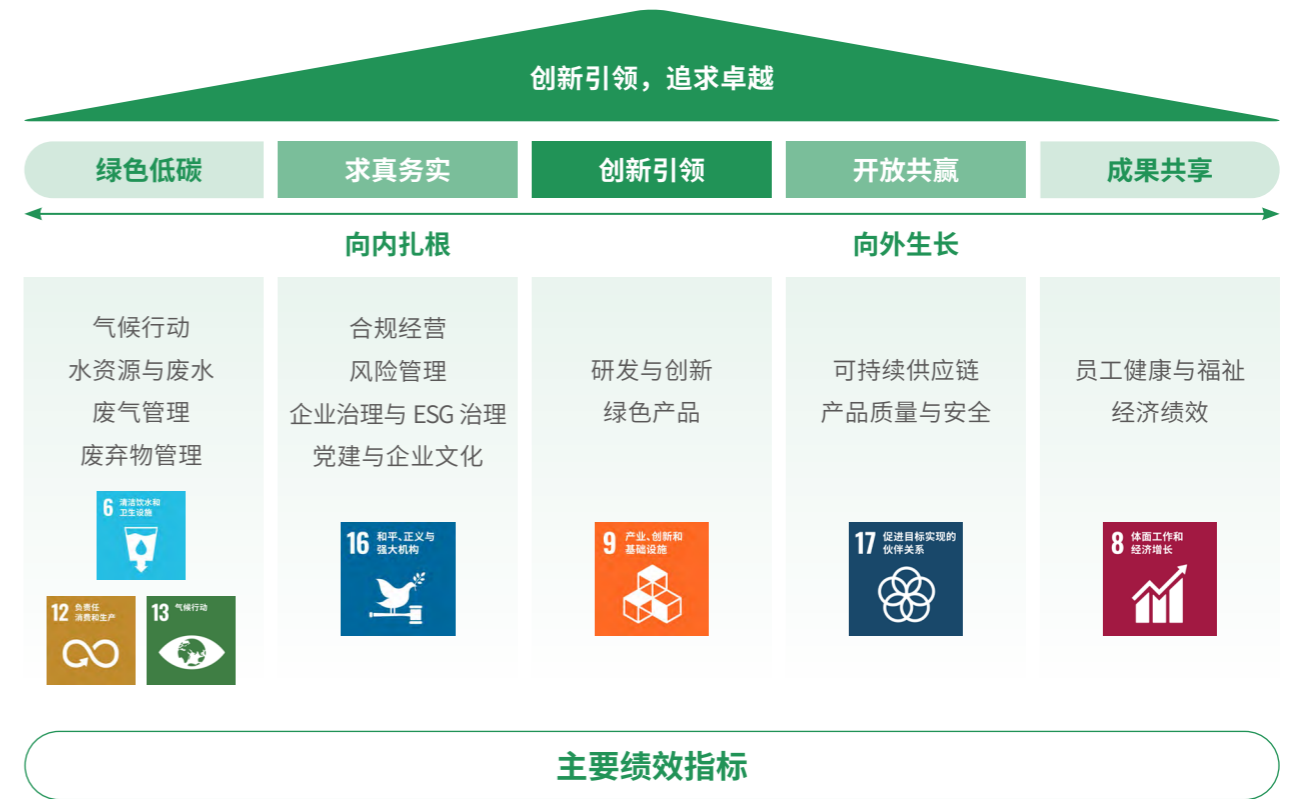 创新引领，追求卓越
绿色低碳
求真务实
创新引领
开放共赢
成果共享
向内扎根
向外生长
气候行动
水资源与废水
废气管理
废弃物管理
6 清洁饮水和
卫生设施
12 负责任
消费和生产
13 气候行动
合规经营
风险管理
企业治理与 ESG 治理
党建与企业文化
16 和平、正义与
强大机构
研发与创新
绿色产品
9 产业、创新和
基础设施
可持续供应链
产品质量与安全
17 促进目标实现的
伙伴关系
员工健康与福祉
经济绩效
8 体面工作和
经济增长
主要绩效指标